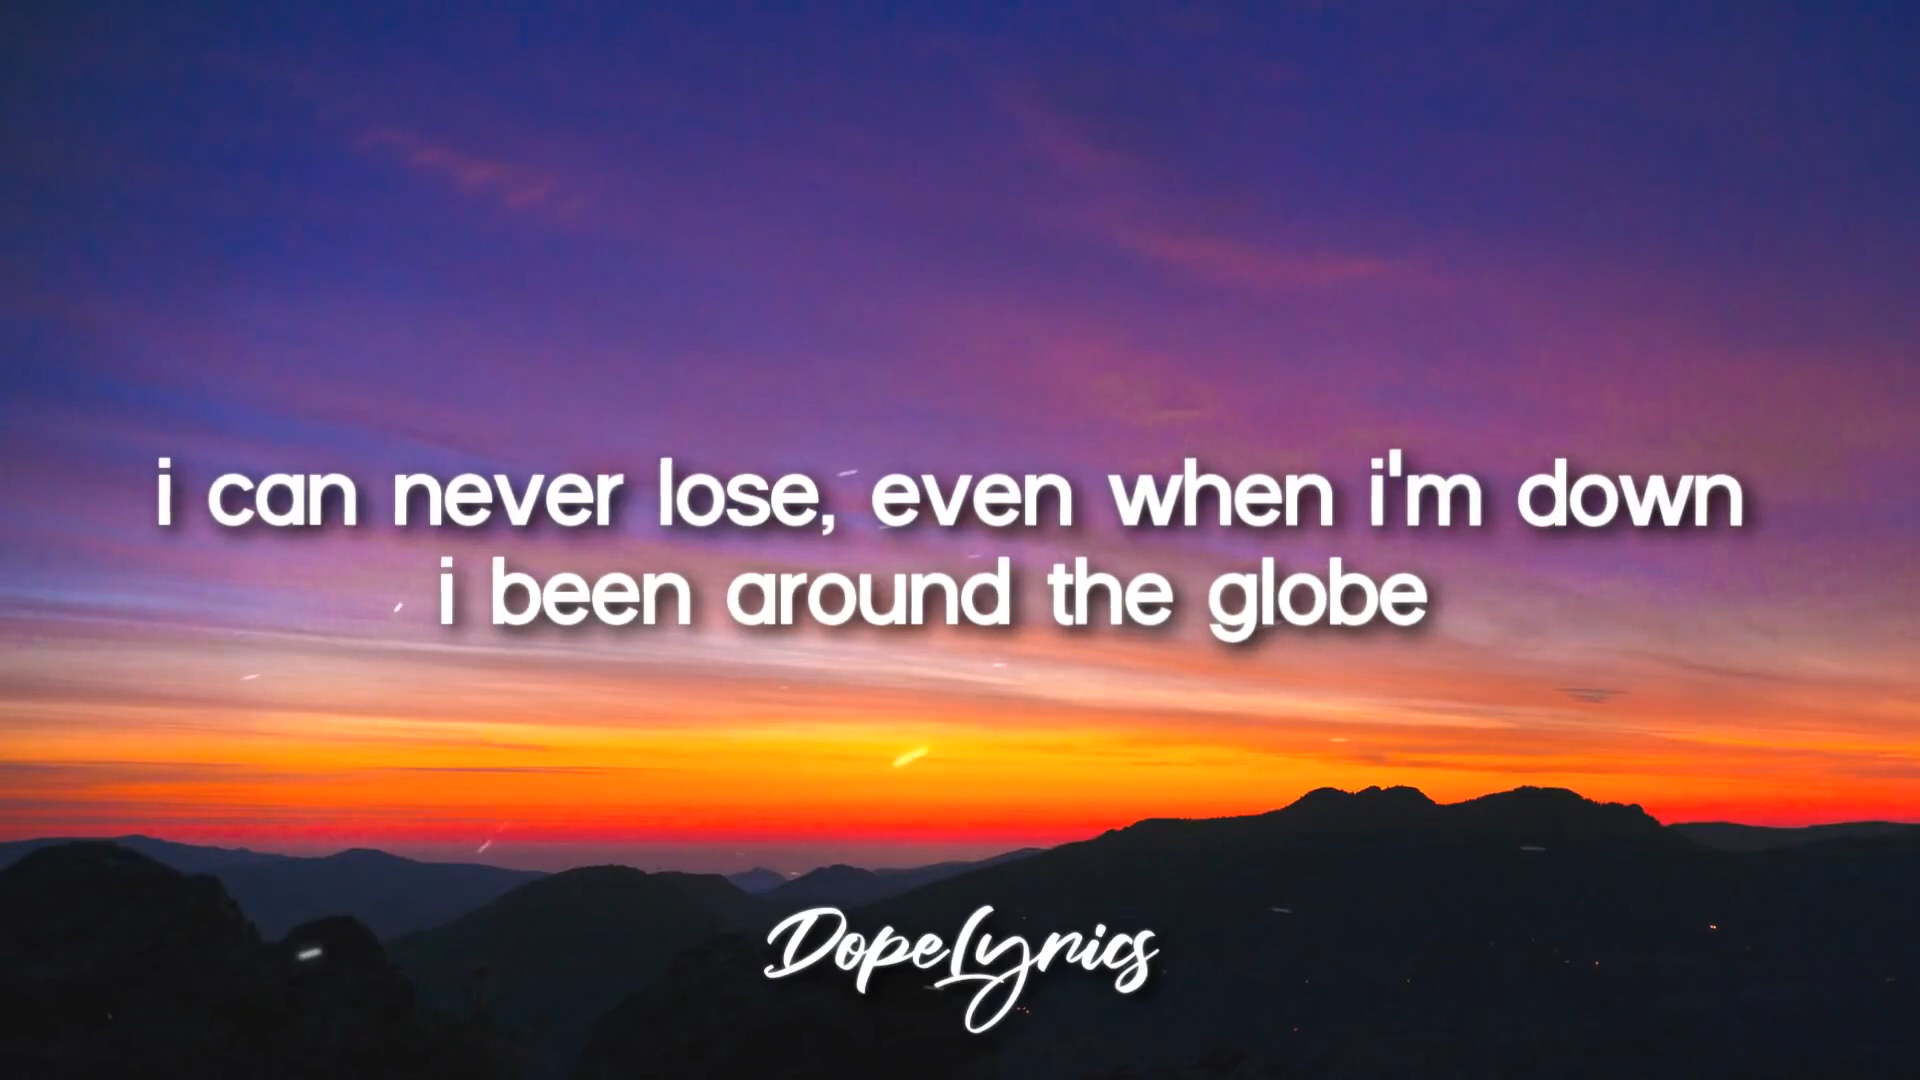 i can never lose, even when i'm down
i been around the globe
DopeLyrics